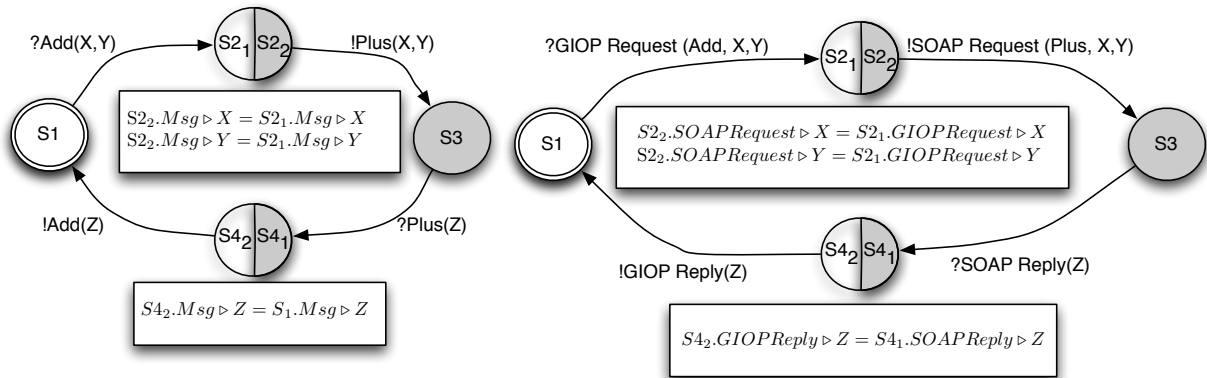 ?Add(X,Y)
S2₁ S2₂
!Plus(X,Y)
S1
S2₂.Msg ▷ X = S2₁.Msg ▷ X
S2₂.Msg ▷ Y = S2₁.Msg ▷ Y
S3
!Add(Z)
S4₂ S4₁
?Plus(Z)
S4₂.Msg ▷ Z = S₁.Msg ▷ Z
?GIOP Request (Add, X,Y)
S2₁ S2₂
!SOAP Request (Plus, X,Y)
S1
S2₂.SOAPRequest ▷ X = S2₁.GIOPRequest ▷ X
S2₂.SOAPRequest ▷ Y = S2₁.GIOPRequest ▷ Y
S3
!GIOP Reply(Z)
S4₂ S4₁
?SOAP Reply(Z)
S4₂.GIOPReply ▷ Z = S4₁.SOAPReply ▷ Z